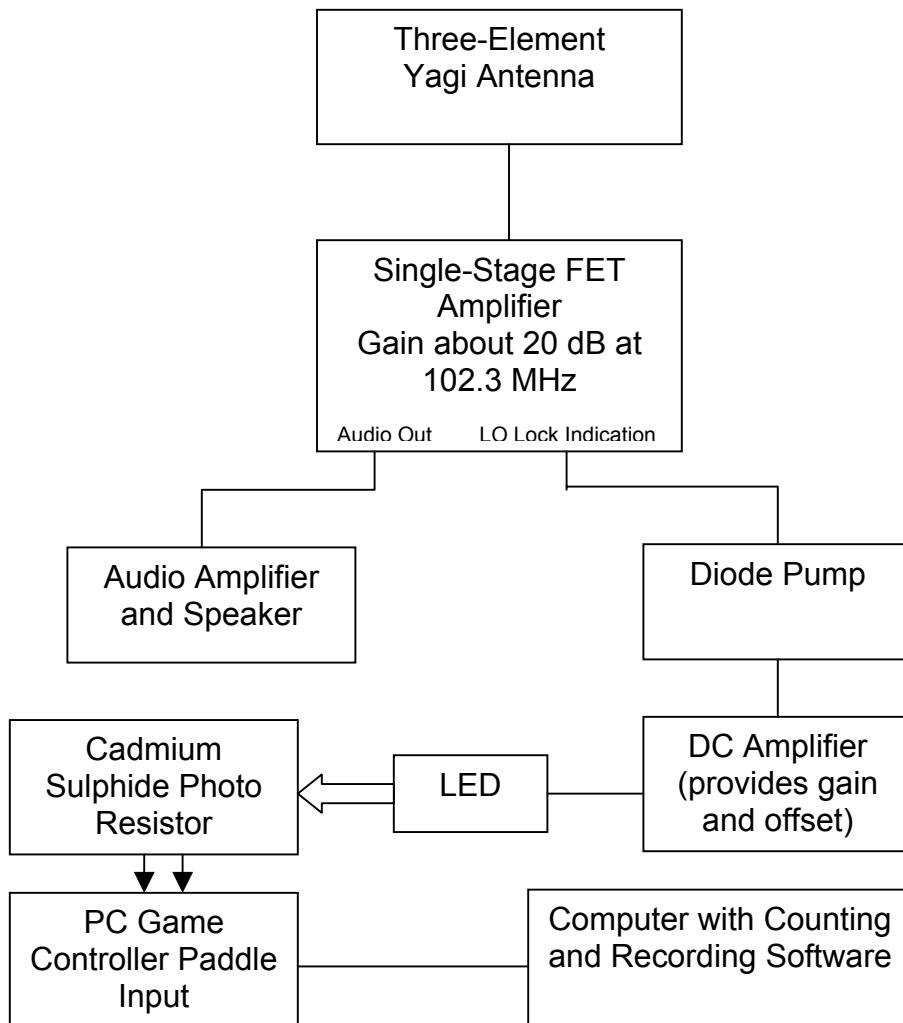 Three-Element
Yagi Antenna
Single-Stage FET
Amplifier
Gain about 20 dB at
102.3 MHz
Audio Out LO Lock Indication
Audio Amplifier
and Speaker
Diode Pump
Cadmium
Sulphide Photo
Resistor
LED
DC Amplifier
(provides gain
and offset)
PC Game
Controller Paddle
Input
Computer with Counting
and Recording Software